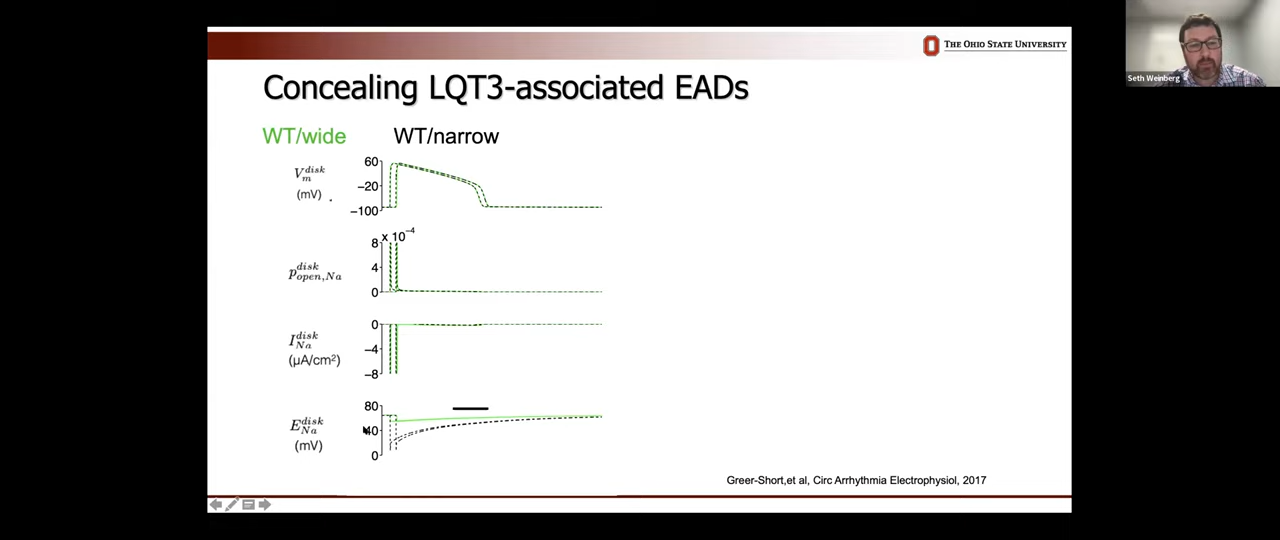 THE OHIO STATE UNIVERSITY
Seth Weinberg
Concealing LQT3-associated EADs
WT/wide WT/narrow
V_m^disk (mV)
60
−20
−100
x 10^−4
p_open,Na^disk
8
4
0
I_Na^disk (μA/cm²)
0
−4
−8
E_Na^disk (mV)
80
40
0
Greer-Short,et al, Circ Arrhythmia Electrophysiol, 2017